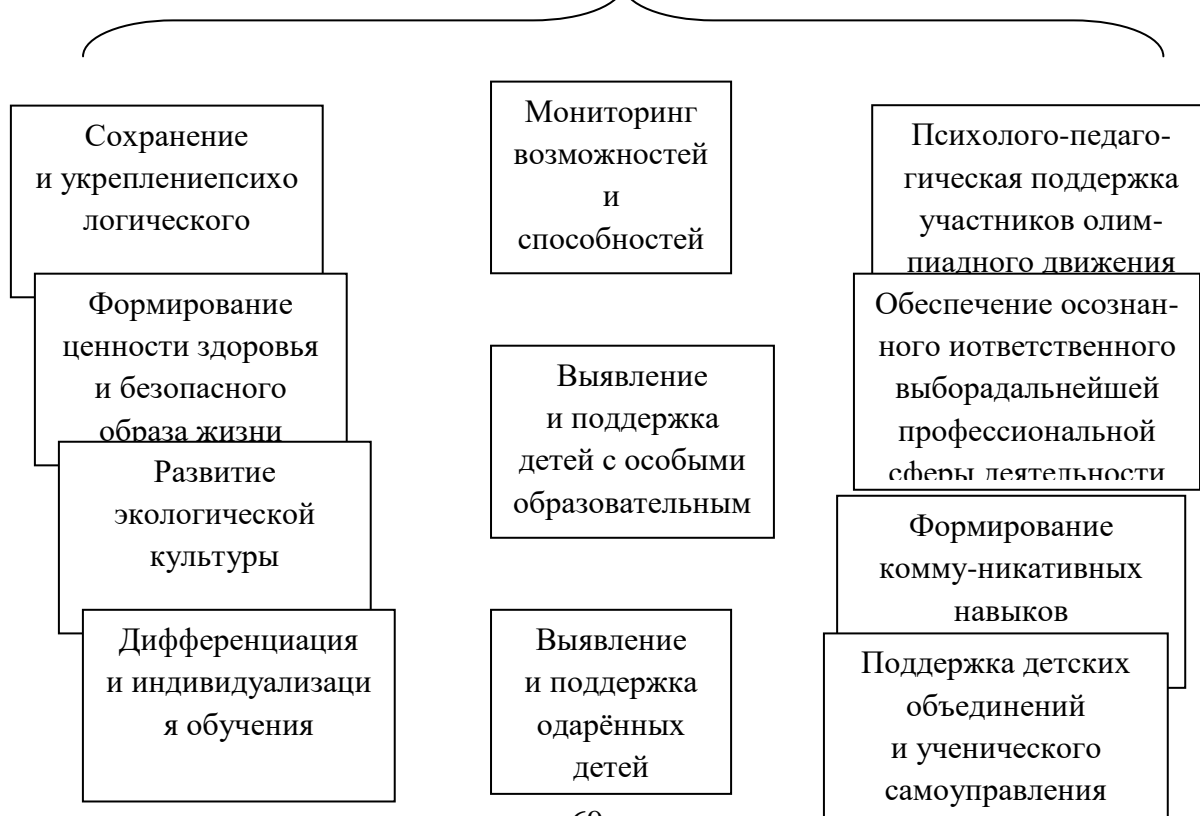 Сохранение
и укреплениепсихо
логического
Формирование
ценности здоровья
и безопасного
образа жизни
Развитие
экологической
культуры
Дифференциация
и индивидуализаци
я обучения
Мониторинг
возможностей
и
способностей
Выявление
и поддержка
детей с особыми
образовательным
Выявление
и поддержка
одарённых
детей
Психолого-педаго-
гическая поддержка
участников олим-
пиадного движения
Обеспечение осознан-
ного иответственного
выборадальнейшей
профессиональной
сферы деятельности
Формирование
комму-никативных
навыков
Поддержка детских
объединений
и ученического
самоуправления